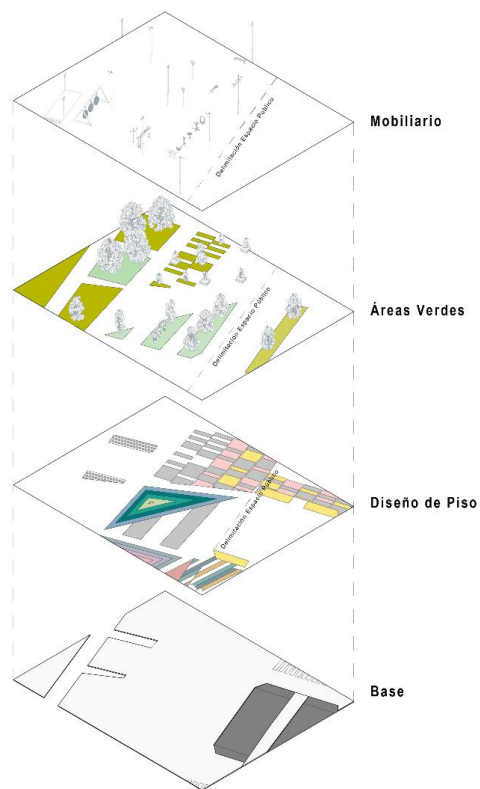 Mobiliario
Delimitación Espacio Público
Áreas Verdes
Delimitación Espacio Público
Diseño de Piso
Delimitación Espacio Público
Base